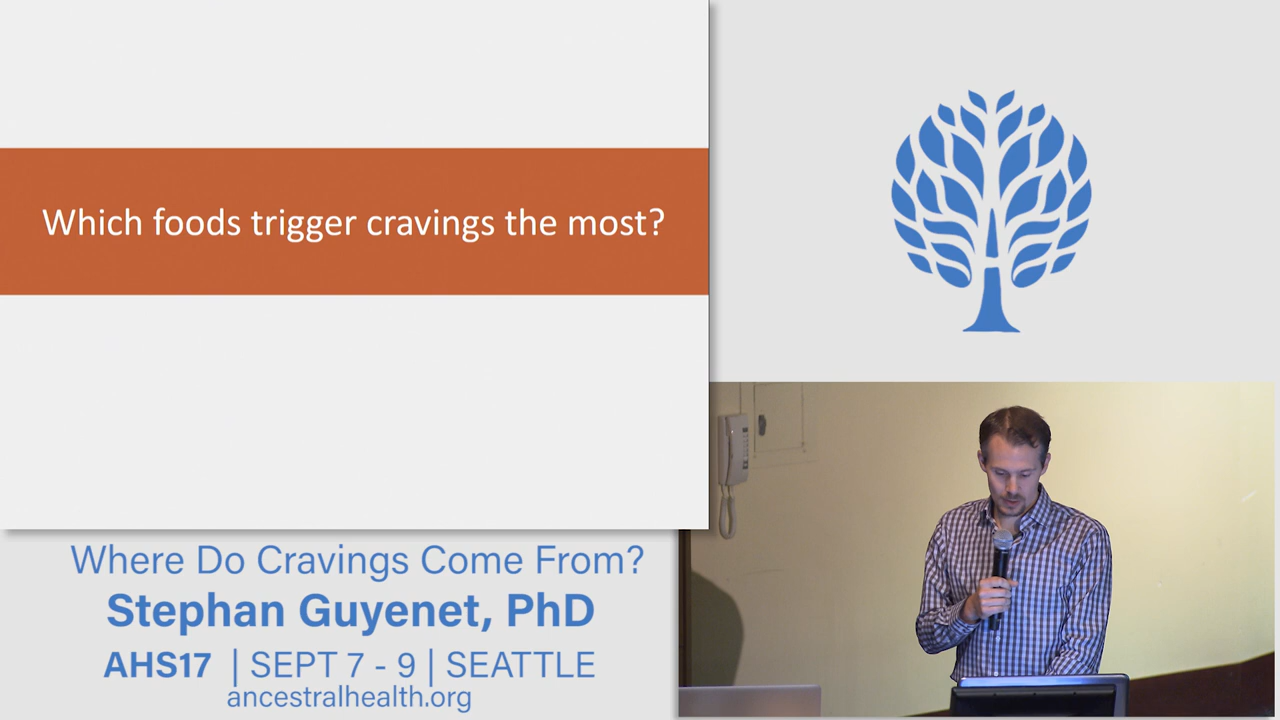 Which foods trigger cravings the most?
Where Do Cravings Come From?
Stephan Guyenet, PhD
AHS17 | SEPT 7 - 9 | SEATTLE
ancestralhealth.org